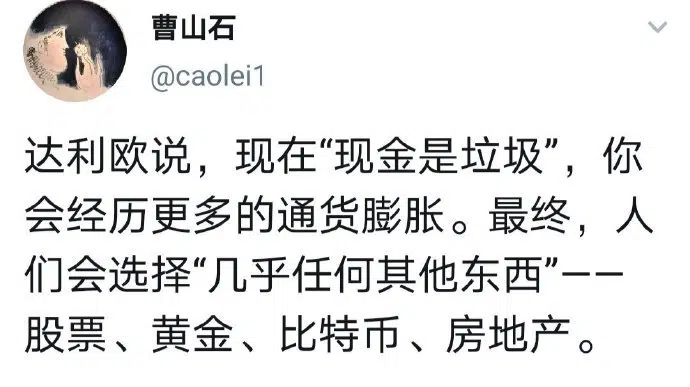 曹山石
@caolei1
达利欧说，现在“现金是垃圾”，你
会经历更多的通货膨胀。最终，人
们会选择“几乎任何其他东西”——
股票、黄金、比特币、房地产。